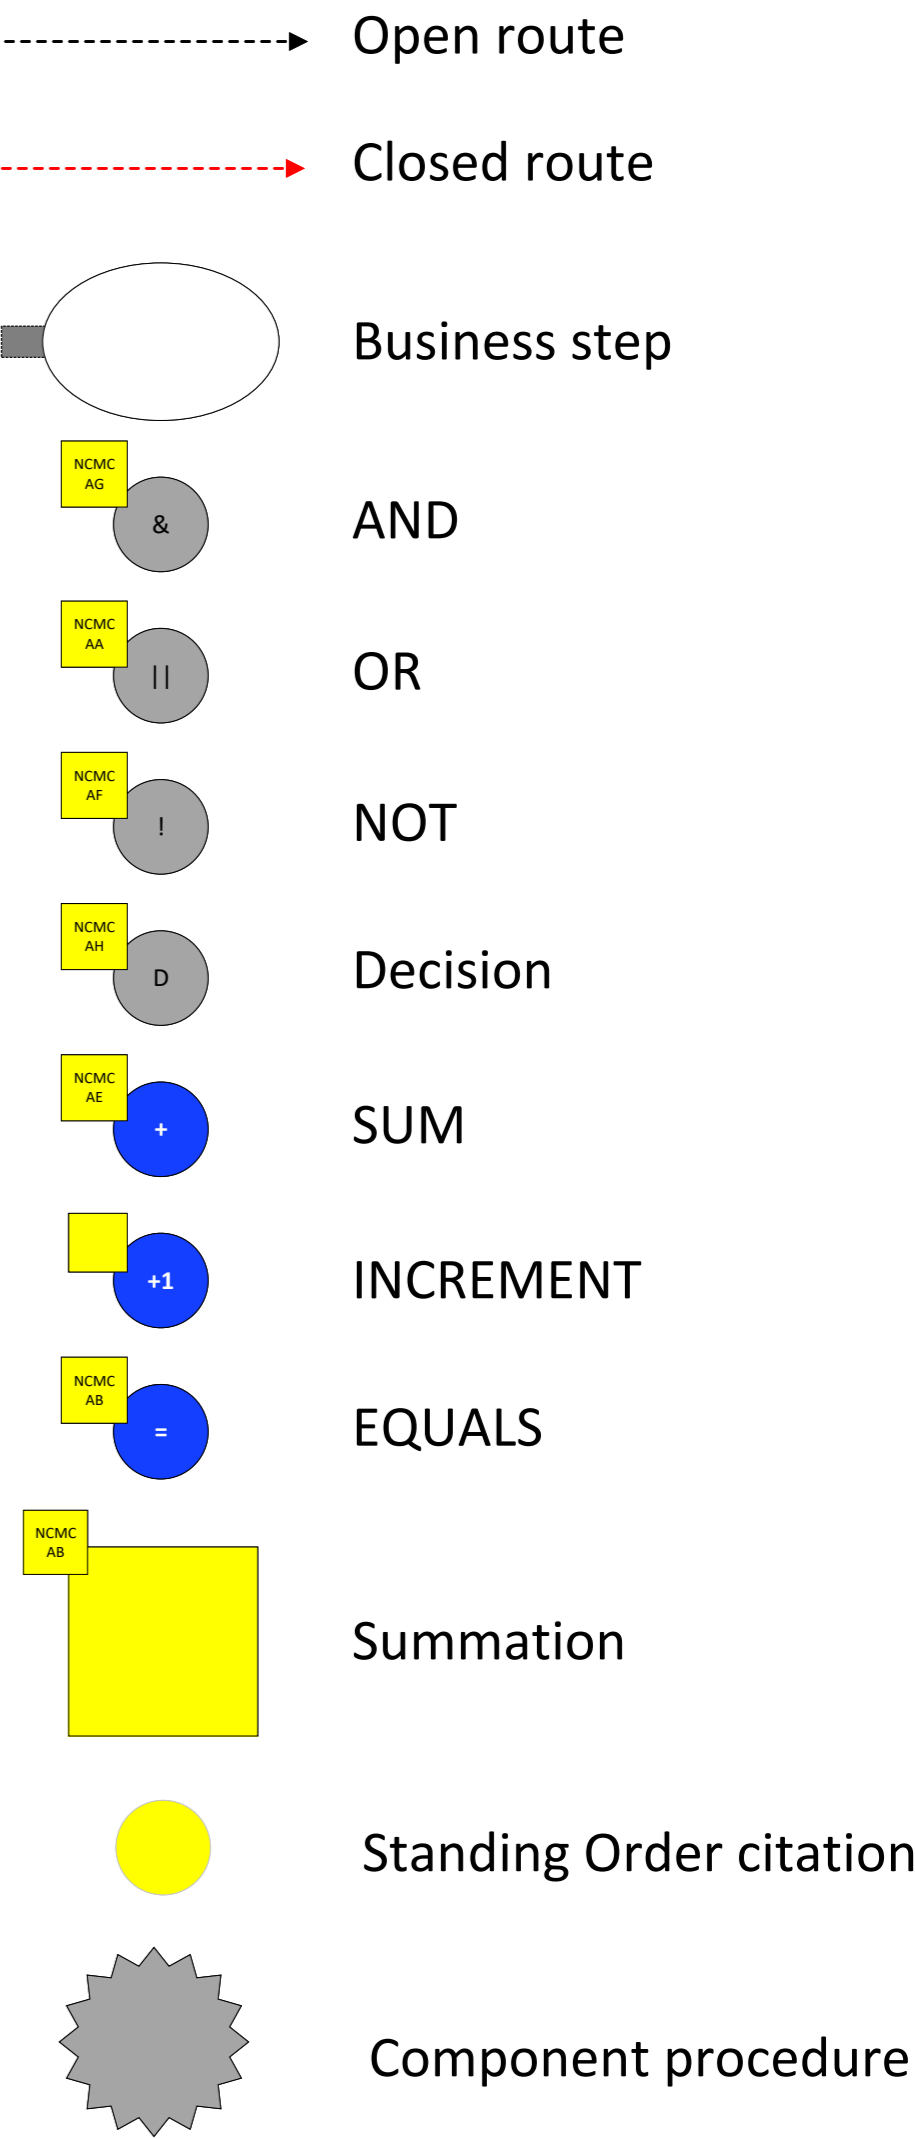 Open route
Closed route
Business step
NCMC
AG
&
AND
NCMC
AA
||
OR
NCMC
AF
!
NOT
NCMC
AH
D
Decision
NCMC
AE
+
SUM
+1
INCREMENT
NCMC
AB
=
EQUALS
NCMC
AB
Summation
Standing Order citation
Component procedure